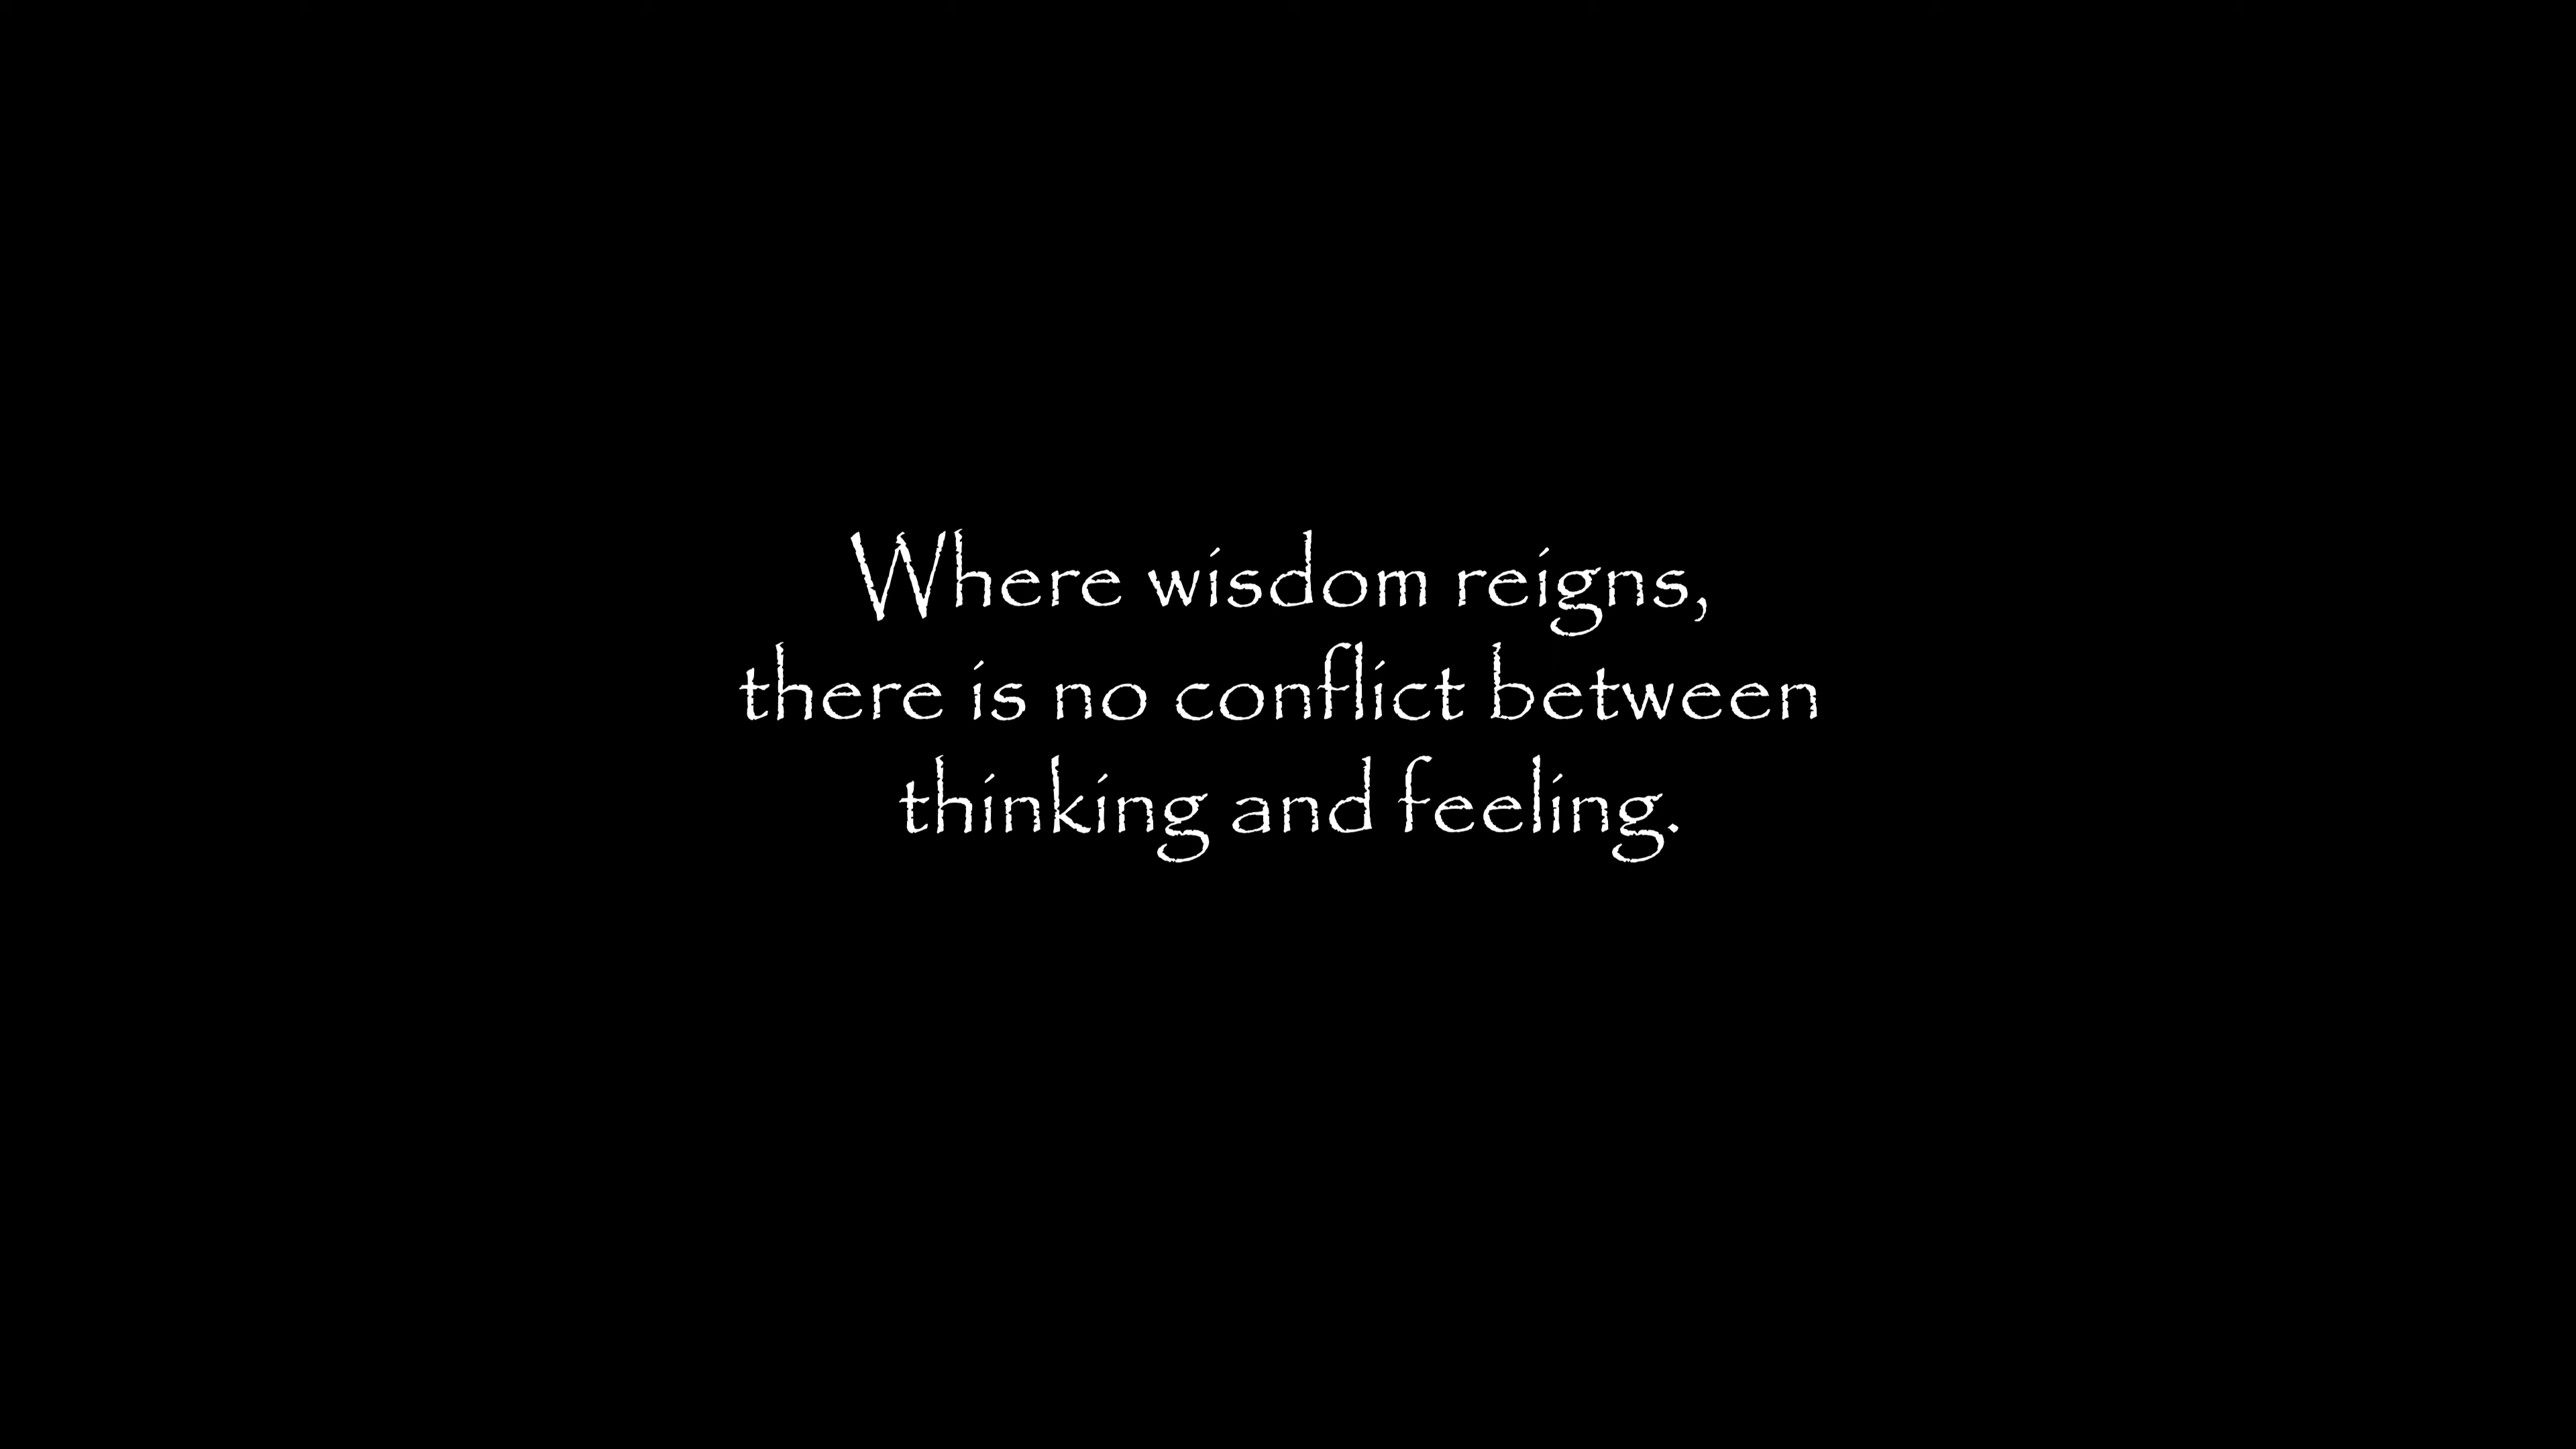 Where wisdom reigns,
there is no conflict between
thinking and feeling.